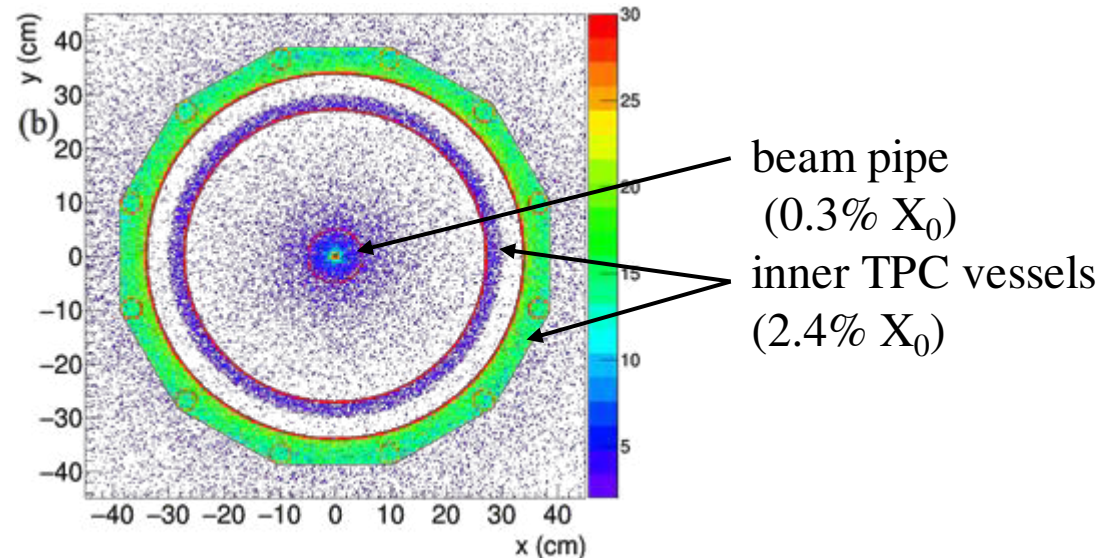 (b)
y (cm)
40
30
20
10
0
−10
−20
−30
−40
−40 −30 −20 −10 0 10 20 30 40
x (cm)
30
25
20
15
10
5
beam pipe
(0.3% X₀)
inner TPC vessels
(2.4% X₀)